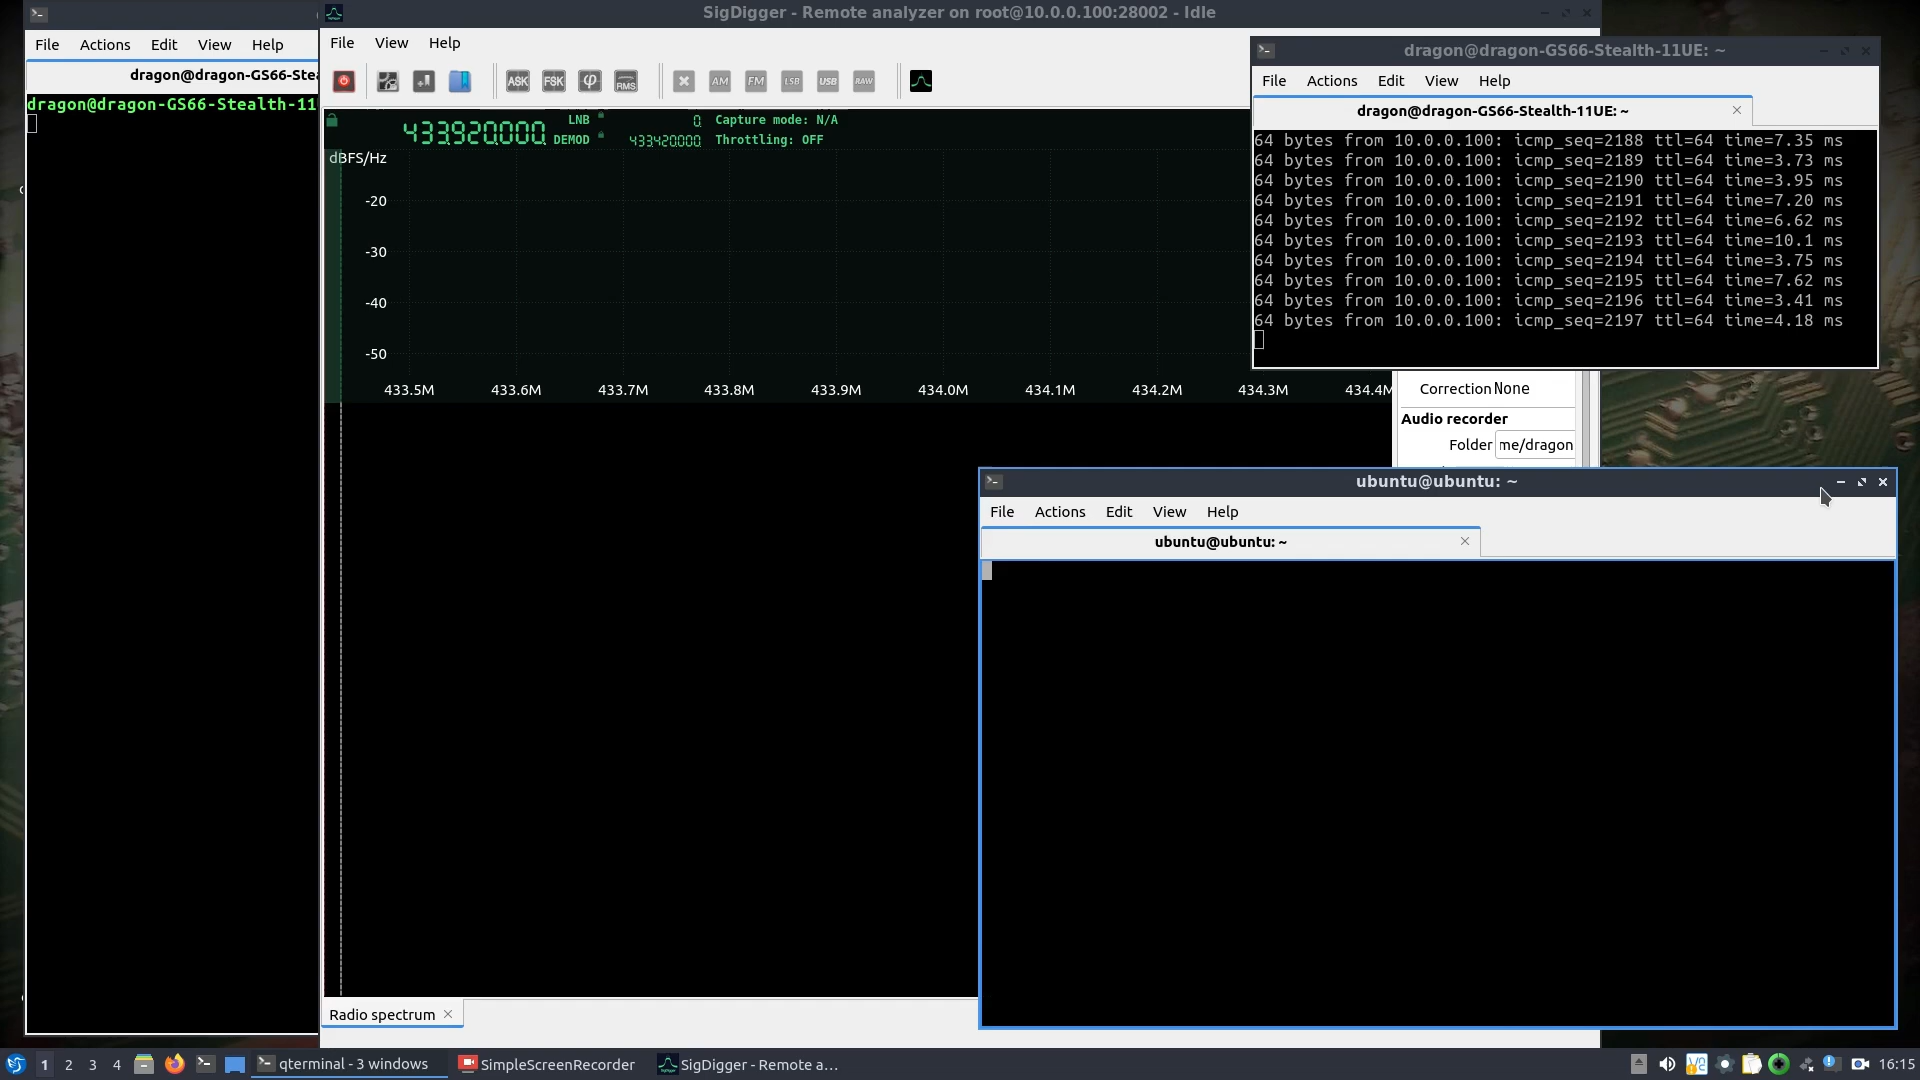 File Actions Edit View Help
dragon@dragon-GS66-Stea
dragon@dragon-GS66-Stealth-11
SigDigger - Remote analyzer on root@10.0.0.100:28002 - Idle
File View Help
ASK FSK φ RMS AM FM LSB USB RAW
433.920.000. LNB 0. Capture mode: N/A
DEMOD 433.420.000. Throttling: OFF
dBFS/Hz
-20
-30
-40
-50
433.5M 433.6M 433.7M 433.8M 433.9M 434.0M 434.1M 434.2M 434.3M 434.4M
Radio spectrum
dragon@dragon-GS66-Stealth-11UE: ~
File Actions Edit View Help
dragon@dragon-GS66-Stealth-11UE: ~
64 bytes from 10.0.0.100: icmp_seq=2188 ttl=64 time=7.35 ms
64 bytes from 10.0.0.100: icmp_seq=2189 ttl=64 time=3.73 ms
64 bytes from 10.0.0.100: icmp_seq=2190 ttl=64 time=3.95 ms
64 bytes from 10.0.0.100: icmp_seq=2191 ttl=64 time=7.20 ms
64 bytes from 10.0.0.100: icmp_seq=2192 ttl=64 time=6.62 ms
64 bytes from 10.0.0.100: icmp_seq=2193 ttl=64 time=10.1 ms
64 bytes from 10.0.0.100: icmp_seq=2194 ttl=64 time=3.75 ms
64 bytes from 10.0.0.100: icmp_seq=2195 ttl=64 time=7.62 ms
64 bytes from 10.0.0.100: icmp_seq=2196 ttl=64 time=3.41 ms
64 bytes from 10.0.0.100: icmp_seq=2197 ttl=64 time=4.18 ms
Correction None
Audio recorder
Folder me/dragon
ubuntu@ubuntu: ~
File Actions Edit View Help
ubuntu@ubuntu: ~
1 2 3 4 qterminal - 3 windows SimpleScreenRecorder SigDigger - Remote a... 16:15